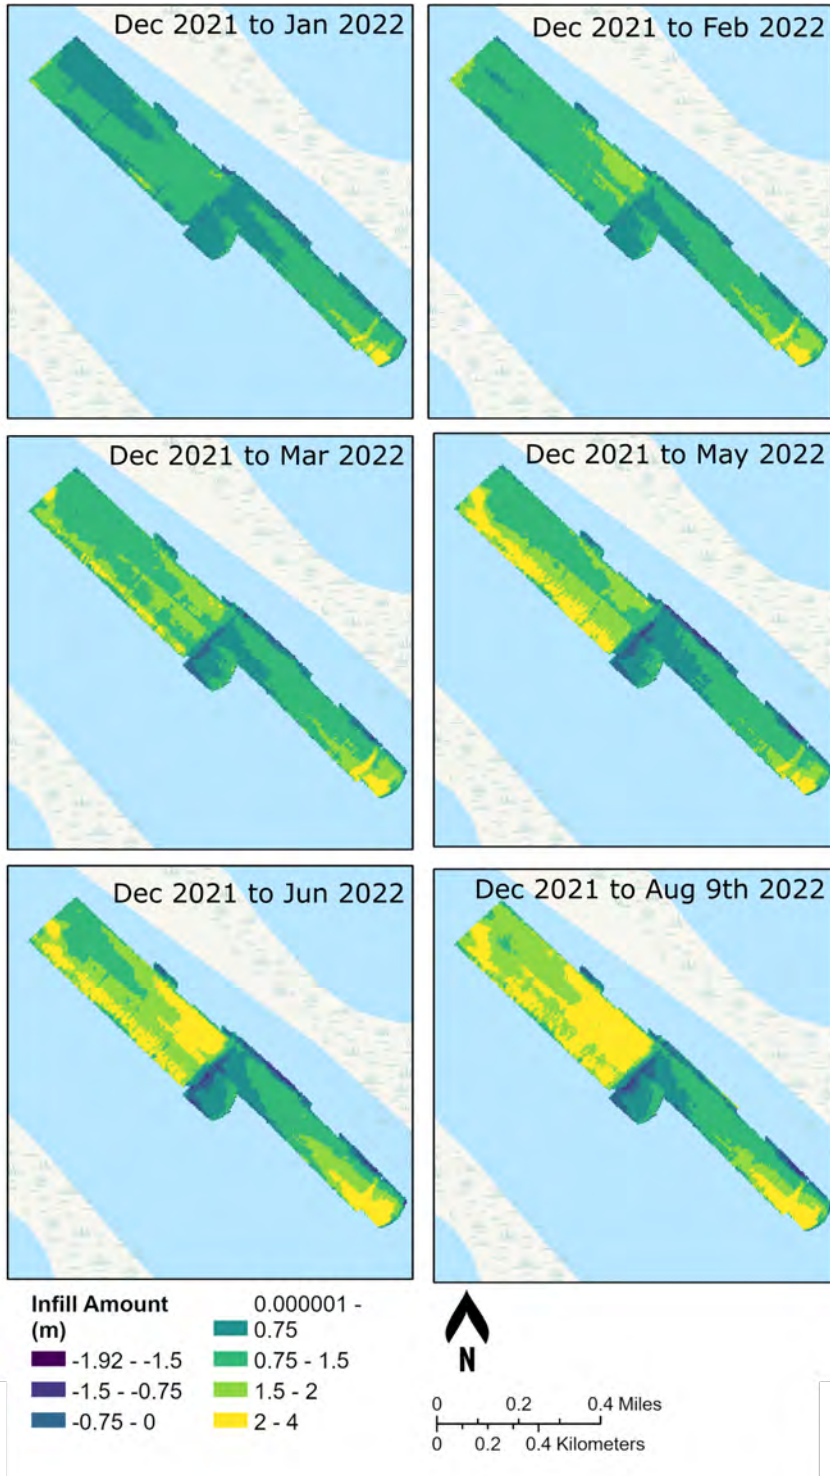 Dec 2021 to Jan 2022
Dec 2021 to Feb 2022
Dec 2021 to Mar 2022
Dec 2021 to May 2022
Dec 2021 to Jun 2022
Dec 2021 to Aug 9th 2022
Infill Amount
(m)
-1.92 - -1.5
-1.5 - -0.75
-0.75 - 0
0.000001 -
0.75
0.75 - 1.5
1.5 - 2
2 - 4
N
0 0.2 0.4 Miles
0 0.2 0.4 Kilometers